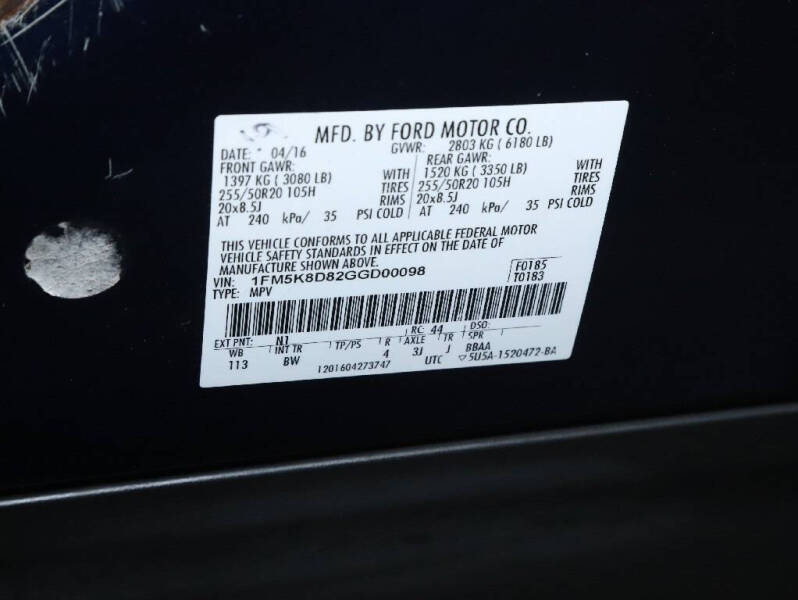 MFD. BY FORD MOTOR CO.
DATE: 04/16 GVWR: 2803 KG ( 6180 LB)
FRONT GAWR: REAR GAWR:
1397 KG ( 3080 LB) WITH 1520 KG ( 3350 LB) WITH
255/50R20 105H TIRES 255/50R20 105H TIRES
20x8.5J RIMS 20x8.5J RIMS
AT 240 kPa/ 35 PSI COLD AT 240 kPa/ 35 PSI COLD
THIS VEHICLE CONFORMS TO ALL APPLICABLE FEDERAL MOTOR
VEHICLE SAFETY STANDARDS IN EFFECT ON THE DATE OF
MANUFACTURE SHOWN ABOVE.
VIN: 1FM5K8D82GGD00098 F0185
TYPE: MPV T0183
EXT PNT: N1 RC: 44 DSO:
WB INT TR TP/PS R AXLE TR SPR
113 BW 4 3J J BBAA
1201604273747 UTC ▽5U5A-1520472-BA